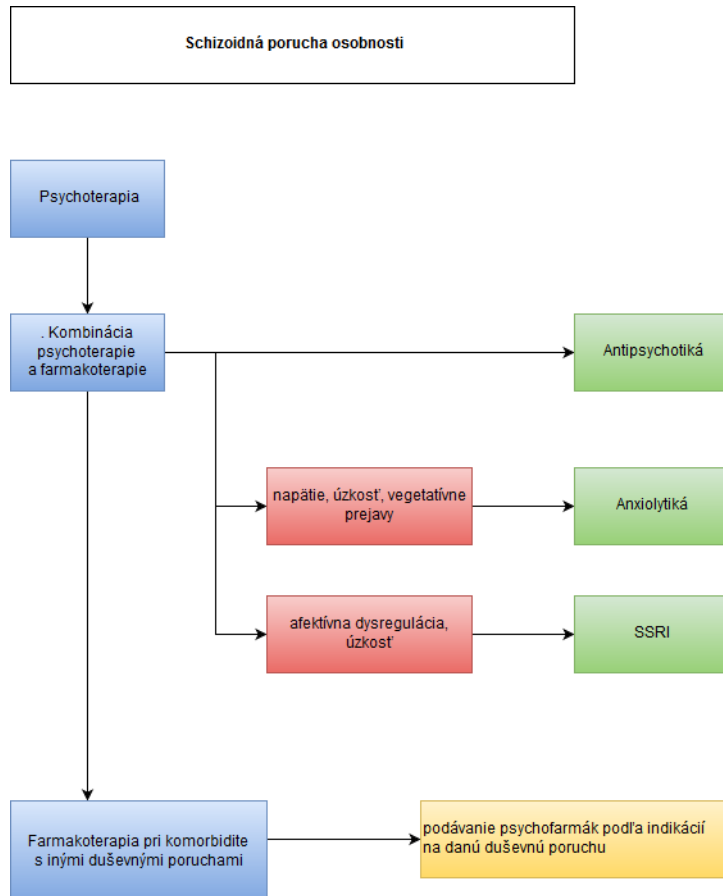 Schizoidná porucha osobnosti
Psychoterapia
. Kombinácia
psychoterapie
a farmakoterapie
Antipsychotiká
napätie, úzkosť, vegetatívne
prejavy
Anxiolytiká
afektívna dysregulácia,
úzkosť
SSRI
Farmakoterapia pri komorbidite
s inými duševnými poruchami
podávanie psychofarmák podľa indikácií
na danú duševnú poruchu